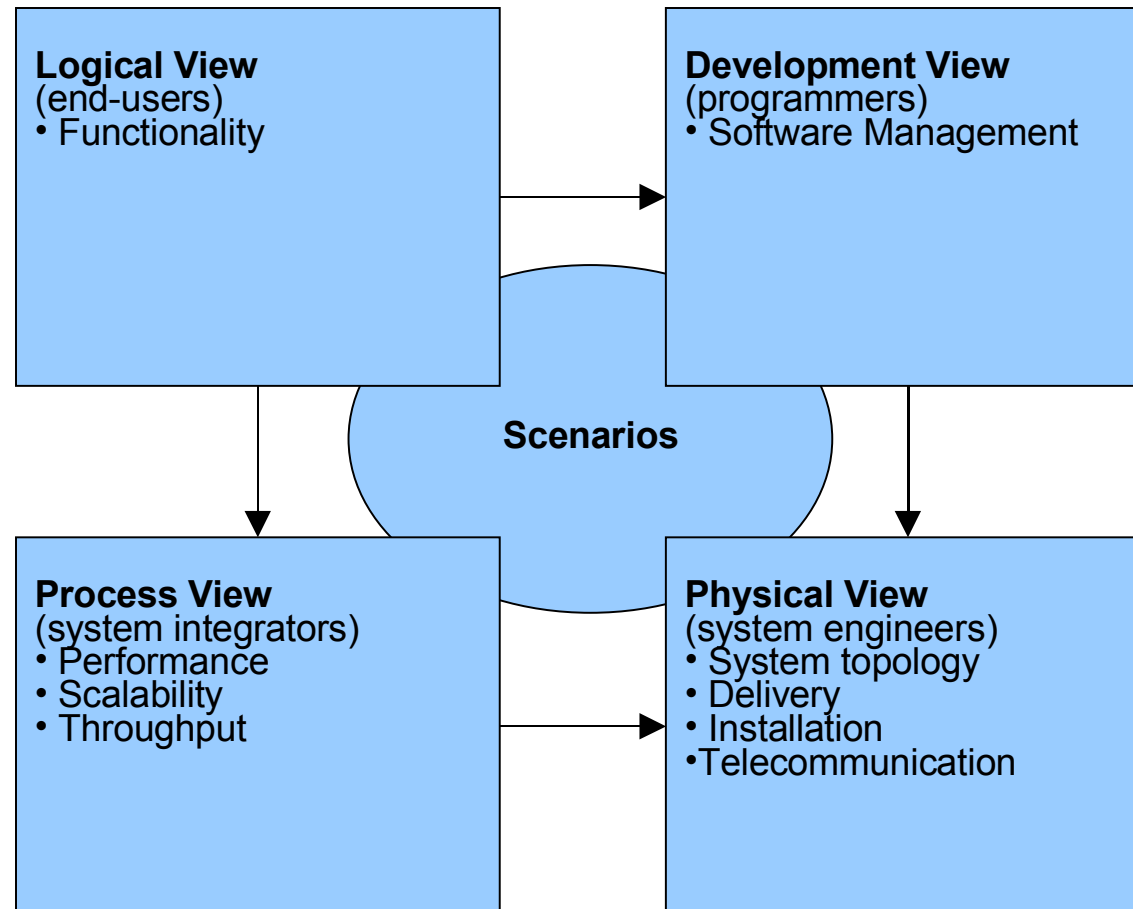 Logical View
(end-users)
• Functionality
Development View
(programmers)
• Software Management
Scenarios
Process View
(system integrators)
• Performance
• Scalability
• Throughput
Physical View
(system engineers)
• System topology
• Delivery
• Installation
•Telecommunication